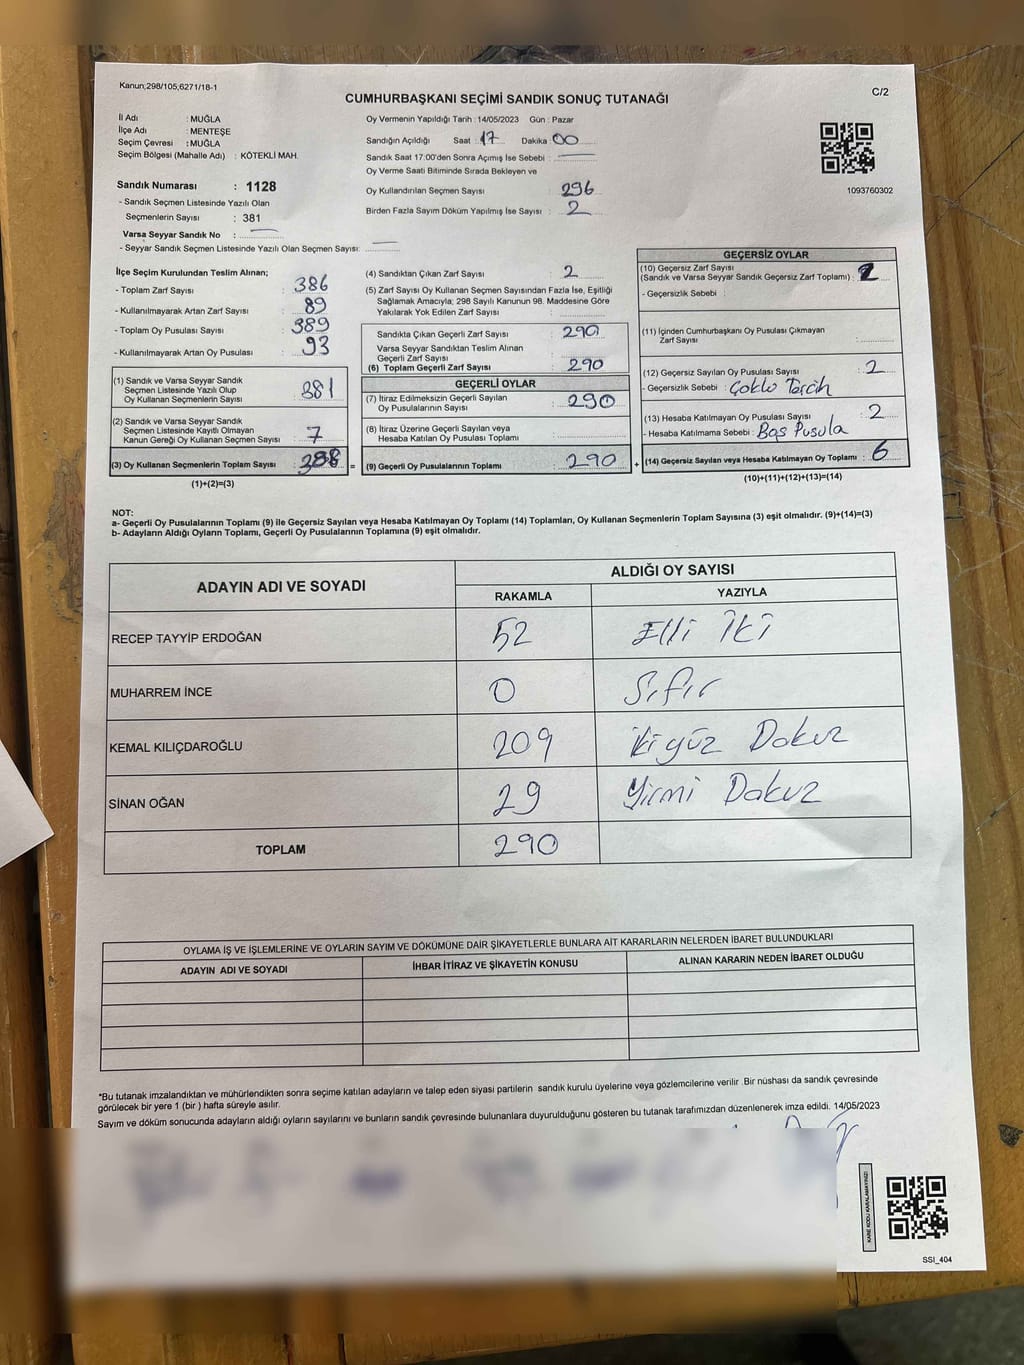 Kanun;298/105;6271/18-1
C/2
CUMHURBAŞKANI SEÇİMİ SANDIK SONUÇ TUTANAĞI
İl Adı : MUĞLA
İlçe Adı : MENTEŞE
Seçim Çevresi : MUĞLA
Seçim Bölgesi (Mahalle Adı) : KÖTEKLİ MAH.
Sandık Numarası : 1128
- Sandık Seçmen Listesinde Yazılı Olan
Seçmenlerin Sayısı : 381
Varsa Seyyar Sandık No :
- Seyyar Sandık Seçmen Listesinde Yazılı Olan Seçmen Sayısı:
Oy Vermenin Yapıldığı Tarih : 14/05/2023 Gün : Pazar
Sandığın Açıldığı Saat : 17 Dakika : 00
Sandık Saat 17:00'den Sonra Açımış İse Sebebi :
Oy Verme Saati Bitiminde Sırada Bekleyen ve
Oy Kullandırılan Seçmen Sayısı : 296
Birden Fazla Sayım Döküm Yapılmış İse Sayısı : 2
1093760302
İlçe Seçim Kurulundan Teslim Alınan;
- Toplam Zarf Sayısı : 386
- Kullanılmayarak Artan Zarf Sayısı : 89
- Toplam Oy Pusulası Sayısı : 389
- Kullanılmayarak Artan Oy Pusulası : 93
(1) Sandık ve Varsa Seyyar Sandık
Seçmen Listesinde Yazılı Olup
Oy Kullanan Seçmenlerin Sayısı : 381
(2) Sandık ve Varsa Seyyar Sandık
Seçmen Listesinde Kayıtlı Olmayan
Kanun Gereği Oy Kullanan Seçmen Sayısı : 7
(3) Oy Kullanan Seçmenlerin Toplam Sayısı : 388 =
(1)+(2)=(3)
(4) Sandıktan Çıkan Zarf Sayısı : 2
(5) Zarf Sayısı Oy Kullanan Seçmen Sayısından Fazla İse, Eşitliği
Sağlamak Amacıyla; 298 Sayılı Kanunun 98. Maddesine Göre
Yakılarak Yok Edilen Zarf Sayısı :
Sandıkta Çıkan Geçerli Zarf Sayısı : 290
Varsa Seyyar Sandıktan Teslim Alınan
Geçerli Zarf Sayısı :
(6) Toplam Geçerli Zarf Sayısı : 290
GEÇERLİ OYLAR
(7) İtiraz Edilmeksizin Geçerli Sayılan
Oy Pusulalarının Sayısı : 290
(8) İtiraz Üzerine Geçerli Sayılan veya
Hesaba Katılan Oy Pusulası Toplamı :
(9) Geçerli Oy Pusulalarının Toplamı : 290 +
GEÇERSİZ OYLAR
(10) Geçersiz Zarf Sayısı
(Sandık ve Varsa Seyyar Sandık Geçersiz Zarf Toplamı) : 2
- Geçersizlik Sebebi :
(11) İçinden Cumhurbaşkanı Oy Pusulası Çıkmayan
Zarf Sayısı :
(12) Geçersiz Sayılan Oy Pusulası Sayısı : 2
- Geçersizlik Sebebi : Çoklu Tercih
(13) Hesaba Katılmayan Oy Pusulası Sayısı : 2
- Hesaba Katılmama Sebebi : Boş Pusula
(14) Geçersiz Sayılan veya Hesaba Katılmayan Oy Toplamı : 6
(10)+(11)+(12)+(13)=(14)
NOT:
a- Geçerli Oy Pusulalarının Toplamı (9) ile Geçersiz Sayılan veya Hesaba Katılmayan Oy Toplamı (14) Toplamları, Oy Kullanan Seçmenlerin Toplam Sayısına (3) eşit olmalıdır. (9)+(14)=(3)
b- Adayların Aldığı Oyların Toplamı, Geçerli Oy Pusulalarının Toplamına (9) eşit olmalıdır.
ADAYIN ADI VE SOYADI ALDIĞI OY SAYISI
RAKAMLA YAZIYLA
RECEP TAYYİP ERDOĞAN 52 Elli İki
MUHARREM İNCE 0 Sıfır
KEMAL KILIÇDAROĞLU 209 İkiyüz Dokuz
SİNAN OĞAN 29 Yirmi Dokuz
TOPLAM 290
OYLAMA İŞ VE İŞLEMLERİNE VE OYLARIN SAYIM VE DÖKÜMÜNE DAİR ŞİKAYETLERLE BUNLARA AİT KARARLARIN NELERDEN İBARET BULUNDUKLARI
ADAYIN ADI VE SOYADI İHBAR İTİRAZ VE ŞİKAYETİN KONUSU ALINAN KARARIN NEDEN İBARET OLDUĞU
*Bu tutanak imzalandıktan ve mühürlendikten sonra seçime katılan adayların ve talep eden siyasi partilerin sandık kurulu üyelerine veya gözlemcilerine verilir .Bir nüshası da sandık çevresinde
görülecek bir yere 1 (bir ) hafta süreyle asılır.
Sayım ve döküm sonucunda adayların aldığı oyların sayılarını ve bunların sandık çevresinde bulunanlara duyurulduğunu gösteren bu tutanak tarafımızdan düzenlenerek imza edildi. 14/05/2023
KARE KODU KARALAMAYINIZ!
SSI_404